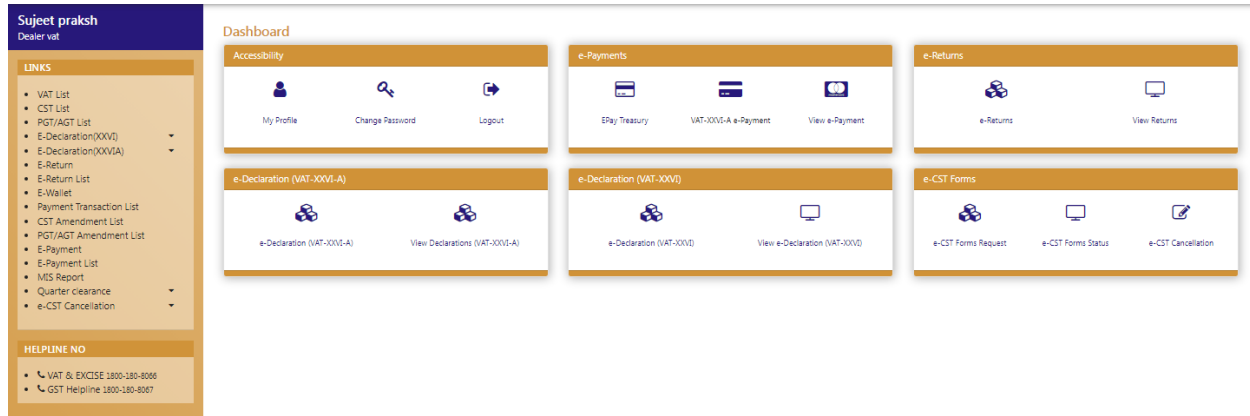 Sujeet praksh
Dealer vat
LINKS
VAT List
CST List
PGT/AGT List
E-Declaration(XXVI)
E-Declaration(XXVIA)
E-Return
E-Return List
E-Wallet
Payment Transaction List
CST Amendment List
PGT/AGT Amendment List
E-Payment
E-Payment List
MIS Report
Quarter clearance
e-CST Cancellation
HELPLINE NO
VAT & EXCISE 1800-180-8066
GST Helpline 1800-180-8067
Dashboard
Accessibility
My Profile
Change Password
Logout
e-Payments
EPay Treasury
VAT-XXVI-A e-Payment
View e-Payment
e-Returns
e-Returns
View Returns
e-Declaration (VAT-XXVI-A)
e-Declaration (VAT-XXVI-A)
View Declarations (VAT-XXVI-A)
e-Declaration (VAT-XXVI)
e-Declaration (VAT-XXVI)
View e-Declaration (VAT-XXVI)
e-CST Forms
e-CST Forms Request
e-CST Forms Status
e-CST Cancellation